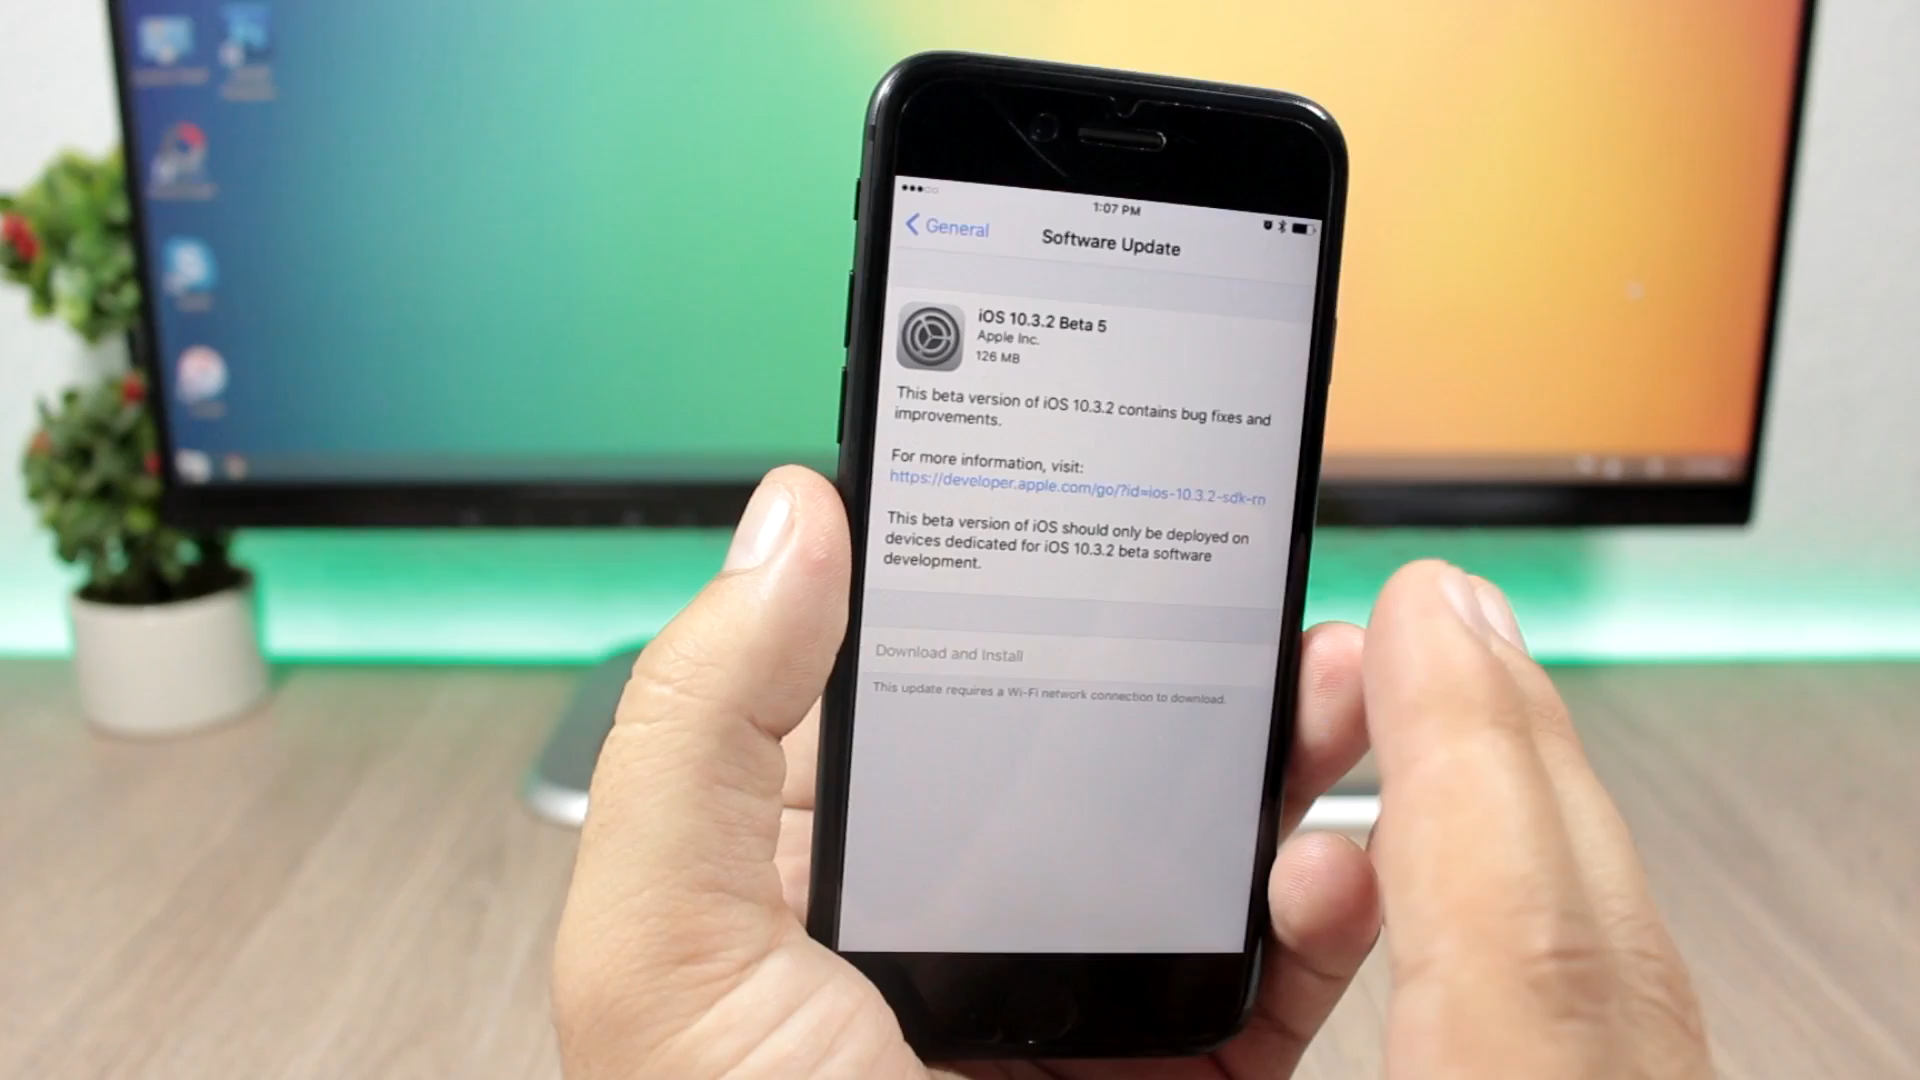 1:07 PM
General
Software Update
iOS 10.3.2 Beta 5
Apple Inc.
126 MB
This beta version of iOS 10.3.2 contains bug fixes and
improvements.
For more information, visit:
https://developer.apple.com/go/?id=ios-10.3.2-sdk-rn
This beta version of iOS should only be deployed on
devices dedicated for iOS 10.3.2 beta software
development.
Download and Install
This update requires a Wi-Fi network connection to download.